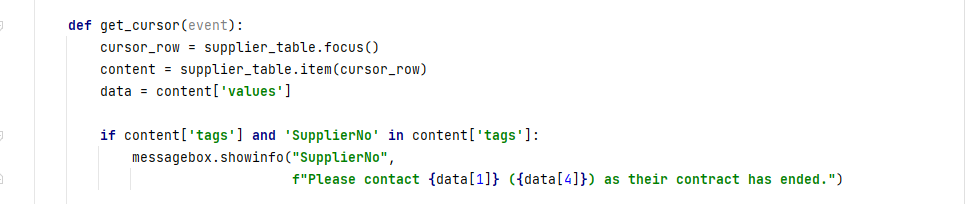 def get_cursor(event):
cursor_row = supplier_table.focus()
content = supplier_table.item(cursor_row)
data = content['values']
if content['tags'] and 'SupplierNo' in content['tags']:
messagebox.showinfo("SupplierNo",
f"Please contact {data[1]} ({data[4]}) as their contract has ended.")